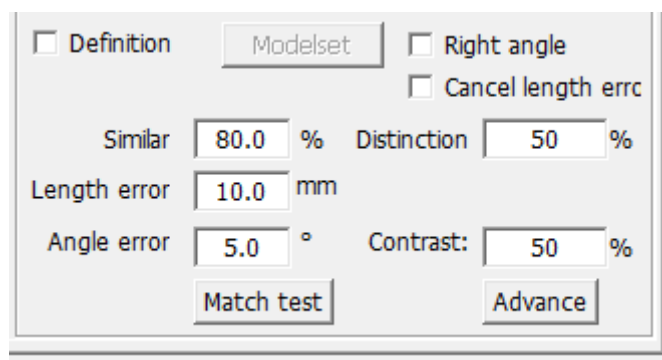 Definition Modelset Right angle
Cancel length errc
Similar 80.0 % Distinction 50 %
Length error 10.0 mm
Angle error 5.0 ° Contrast: 50 %
Match test Advance